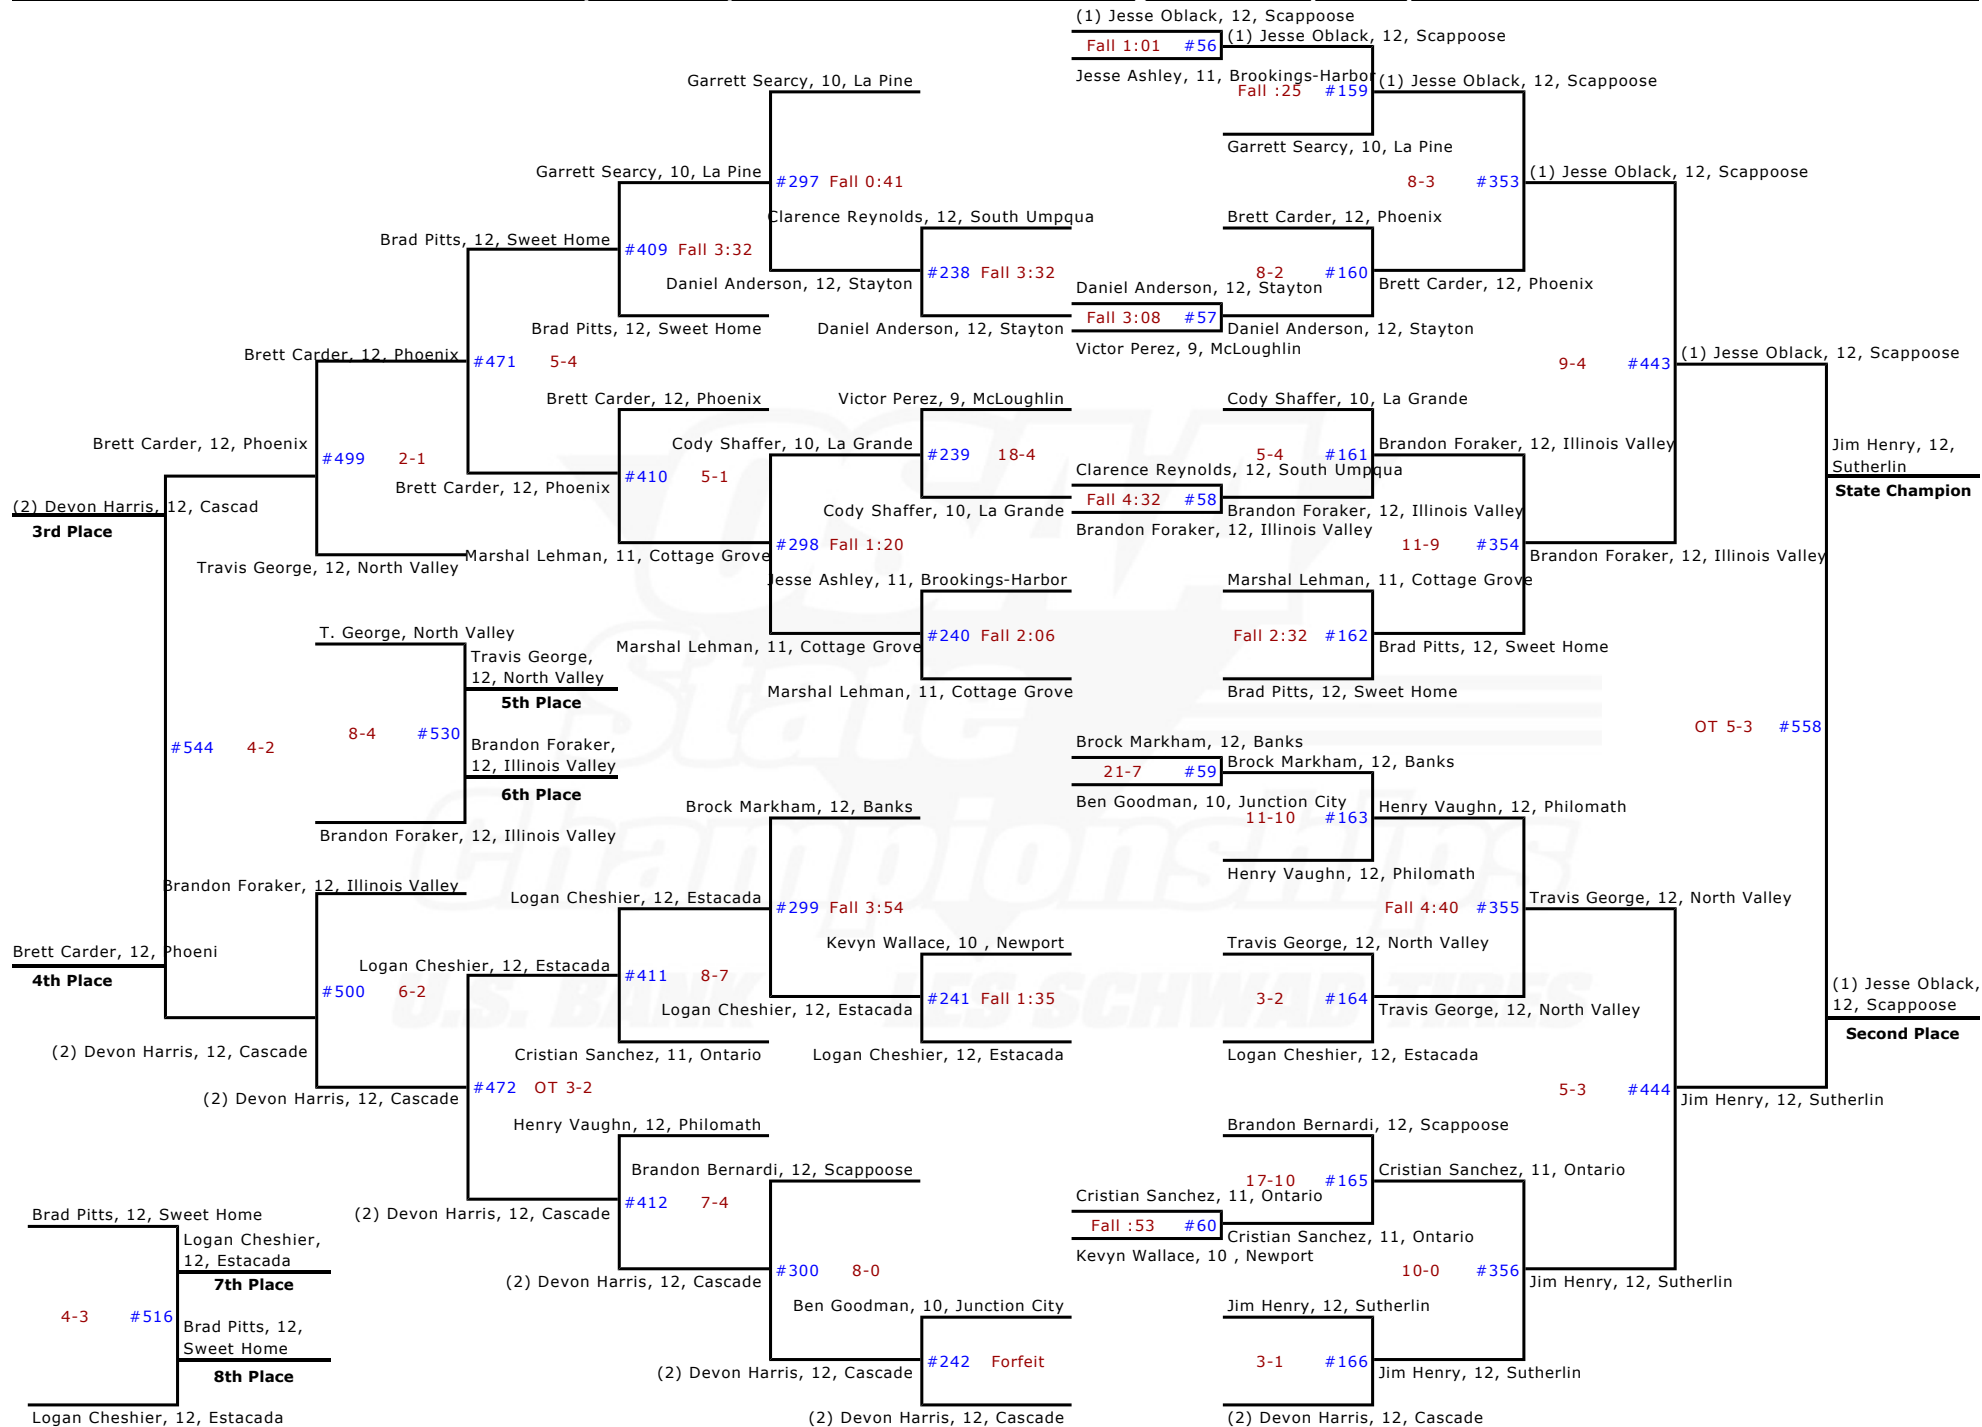 (1) Jesse Oblack, 12, Scappoose
Fall 1:01 #56
(1) Jesse Oblack, 12, Scappoose
Jesse Ashley, 11, Brookings-Harbor
Garrett Searcy, 10, La Pine
(1) Jesse Oblack, 12, Scappoose
Fall :25 #159
Garrett Searcy, 10, La Pine
Garrett Searcy, 10, La Pine
#297 Fall 0:41
8-3 #353
(1) Jesse Oblack, 12, Scappoose
Clarence Reynolds, 12, South Umpqua
Brett Carder, 12, Phoenix
Brad Pitts, 12, Sweet Home
#409 Fall 3:32
#238 Fall 3:32
8-2 #160
Daniel Anderson, 12, Stayton
Daniel Anderson, 12, Stayton
Brett Carder, 12, Phoenix
Fall 3:08 #57
Brad Pitts, 12, Sweet Home
Daniel Anderson, 12, Stayton
Daniel Anderson, 12, Stayton
Victor Perez, 9, McLoughlin
Brett Carder, 12, Phoenix
#471 5-4
9-4 #443
(1) Jesse Oblack, 12, Scappoose
Brett Carder, 12, Phoenix
Victor Perez, 9, McLoughlin
Cody Shaffer, 10, La Grande
Brett Carder, 12, Phoenix
#499 2-1
Cody Shaffer, 10, La Grande
#239 18-4
5-4 #161
Brandon Foraker, 12, Illinois Valley
Jim Henry, 12,
Sutherlin
State Champion
Clarence Reynolds, 12, South Umpqua
Brett Carder, 12, Phoenix
#410 5-1
Fall 4:32 #58
(2) Devon Harris, 12, Cascad
3rd Place
Cody Shaffer, 10, La Grande
Brandon Foraker, 12, Illinois Valley
Brandon Foraker, 12, Illinois Valley
Marshal Lehman, 11, Cottage Grove
#298 Fall 1:20
11-9 #354
Brandon Foraker, 12, Illinois Valley
Travis George, 12, North Valley
Jesse Ashley, 11, Brookings-Harbor
Marshal Lehman, 11, Cottage Grove
T. George, North Valley
Marshal Lehman, 11, Cottage Grove
#240 Fall 2:06
Fall 2:32 #162
Brad Pitts, 12, Sweet Home
Travis George,
12, North Valley
5th Place
Marshal Lehman, 11, Cottage Grove
Brad Pitts, 12, Sweet Home
#544 4-2
8-4 #530
Brandon Foraker,
12, Illinois Valley
6th Place
OT 5-3 #558
Brock Markham, 12, Banks
21-7 #59
Brock Markham, 12, Banks
Ben Goodman, 10, Junction City
Brock Markham, 12, Banks
Henry Vaughn, 12, Philomath
11-10 #163
Brandon Foraker, 12, Illinois Valley
Henry Vaughn, 12, Philomath
Brandon Foraker, 12, Illinois Valley
Logan Cheshier, 12, Estacada
#299 Fall 3:54
Fall 4:40 #355
Travis George, 12, North Valley
Kevyn Wallace, 10 , Newport
Travis George, 12, North Valley
Brett Carder, 12, Phoeni
4th Place
Logan Cheshier, 12, Estacada
#411 8-7
#500 6-2
#241 Fall 1:35
3-2 #164
(1) Jesse Oblack,
12, Scappoose
Second Place
Logan Cheshier, 12, Estacada
Travis George, 12, North Valley
(2) Devon Harris, 12, Cascade
Cristian Sanchez, 11, Ontario
Logan Cheshier, 12, Estacada
Logan Cheshier, 12, Estacada
(2) Devon Harris, 12, Cascade
#472 OT 3-2
5-3 #444
Jim Henry, 12, Sutherlin
Henry Vaughn, 12, Philomath
Brandon Bernardi, 12, Scappoose
Brandon Bernardi, 12, Scappoose
17-10 #165
Cristian Sanchez, 11, Ontario
Cristian Sanchez, 11, Ontario
#412 7-4
(2) Devon Harris, 12, Cascade
Fall :53 #60
Cristian Sanchez, 11, Ontario
Kevyn Wallace, 10 , Newport
Brad Pitts, 12, Sweet Home
Logan Cheshier,
12, Estacada
7th Place
(2) Devon Harris, 12, Cascade
#300 8-0
10-0 #356
Jim Henry, 12, Sutherlin
4-3 #516
Ben Goodman, 10, Junction City
Jim Henry, 12, Sutherlin
Brad Pitts, 12,
Sweet Home
8th Place
(2) Devon Harris, 12, Cascade
#242 Forfeit
3-1 #166
Jim Henry, 12, Sutherlin
Logan Cheshier, 12, Estacada
(2) Devon Harris, 12, Cascade
(2) Devon Harris, 12, Cascade
OSAA
State
Championships
U.S. BANK LES SCHWAB TIRES